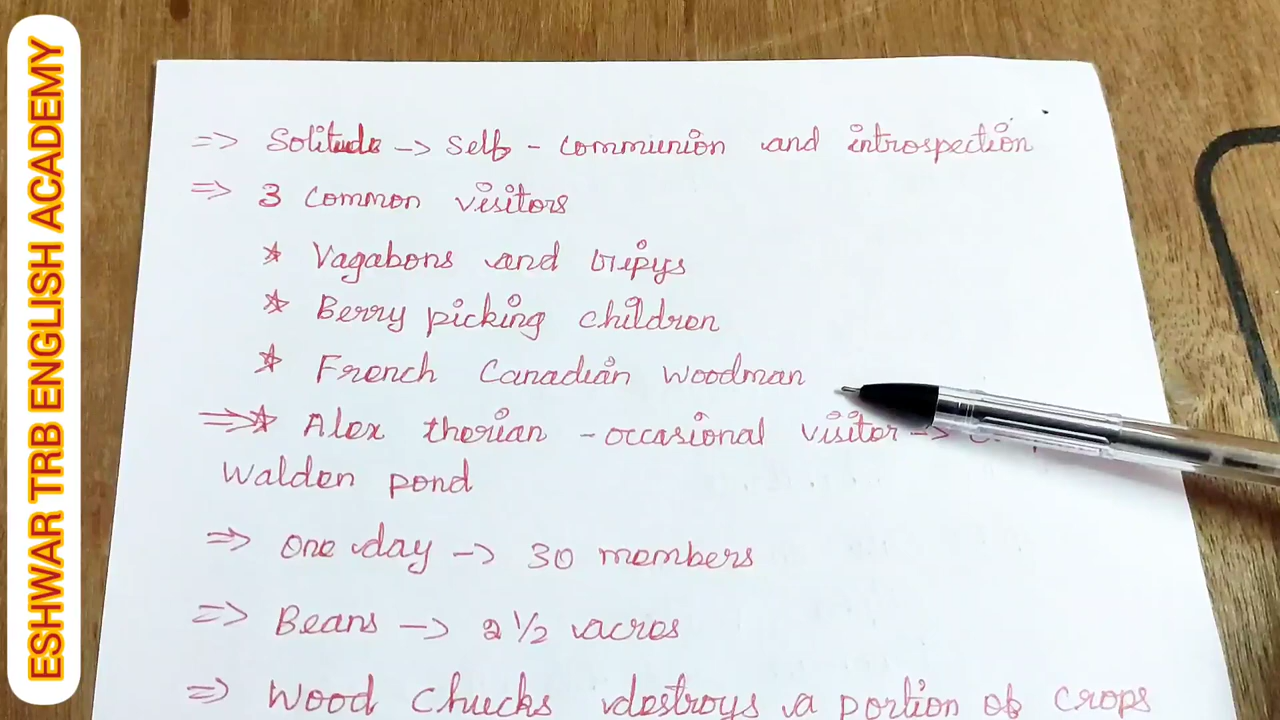 ESHWAR TRB ENGLISH ACADEMY
=> Solitude -> Self - communion and introspection
=> 3 Common visitors
* Vagabons and
* Berry picking children
* French Canadian Woodman
=>* Alex therian - occasional visitor ->
Walden pond
=> One day -> 30 members
=> Beans -> 2 1/2 acres
=> Wood Chucks destroys a portion of crops